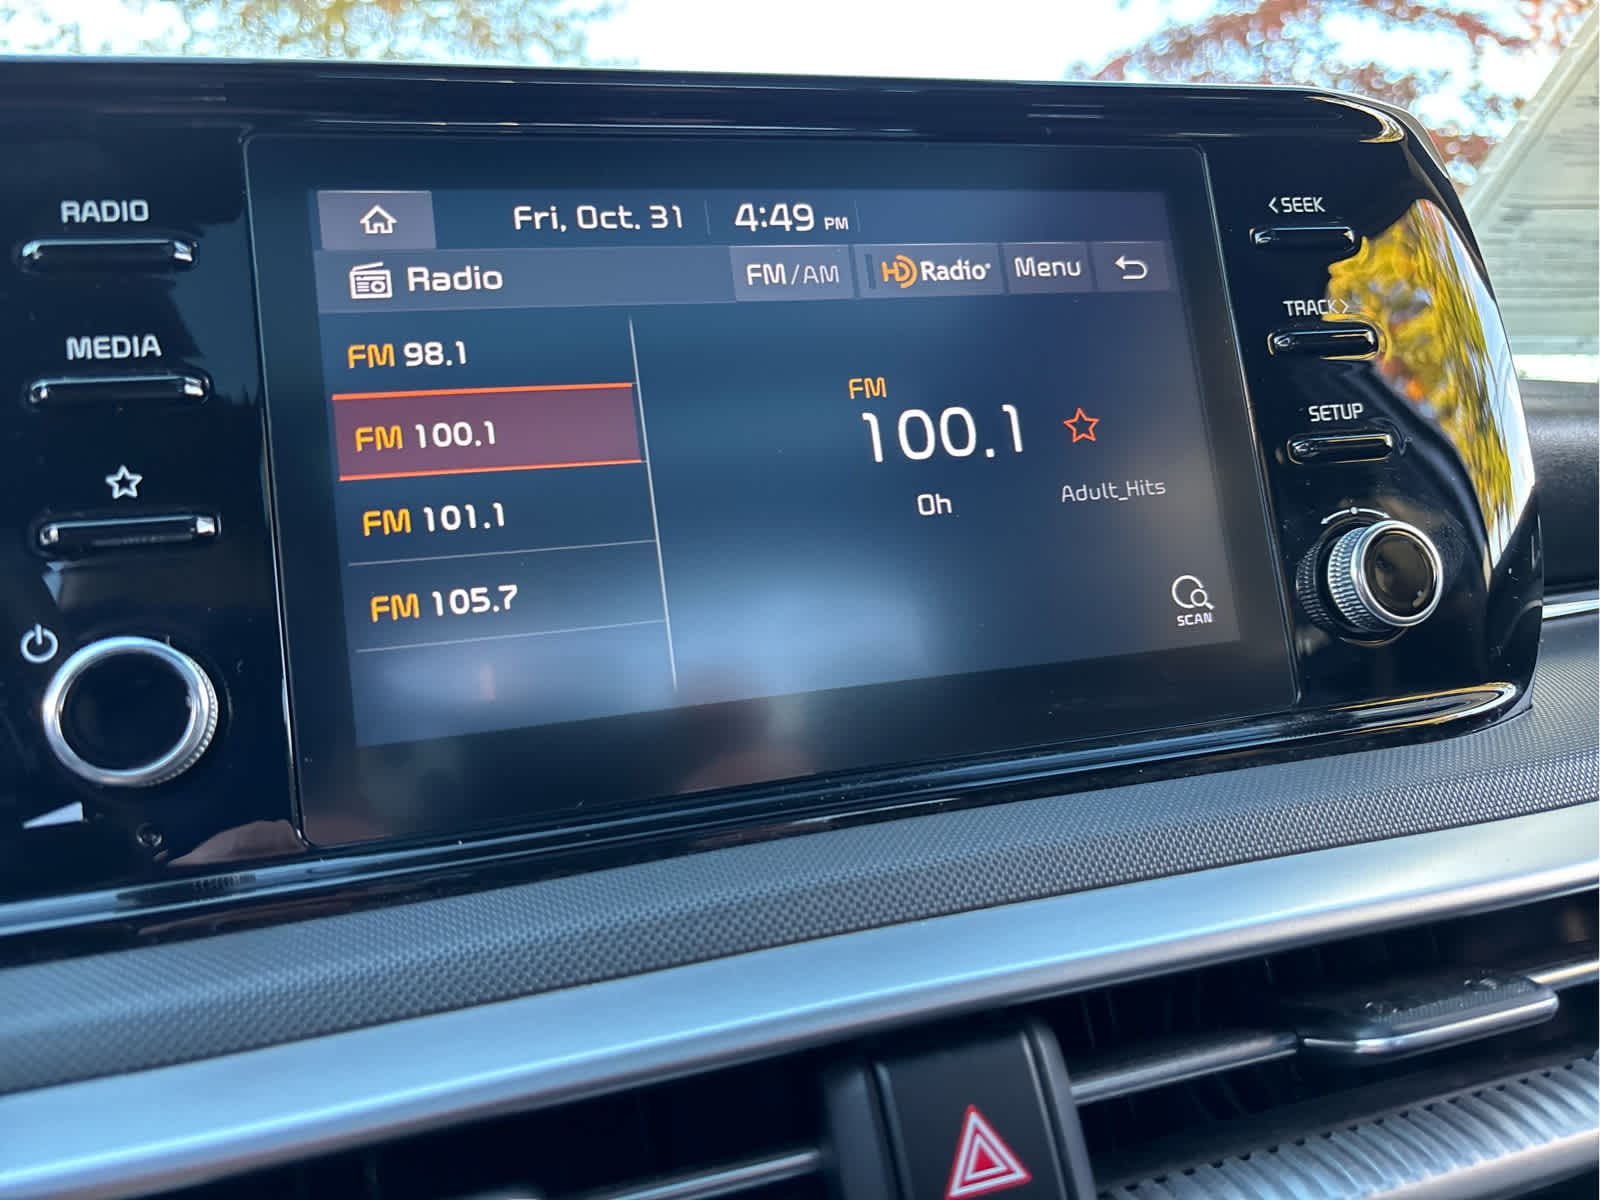 RADIO
MEDIA
Fri, Oct. 31 4:49 PM
Radio FM/AM HD Radio® Menu
FM 98.1
FM 100.1
FM 101.1
FM 105.7
FM
100.1
Oh Adult_Hits
SCAN
<SEEK
TRACK>
SETUP